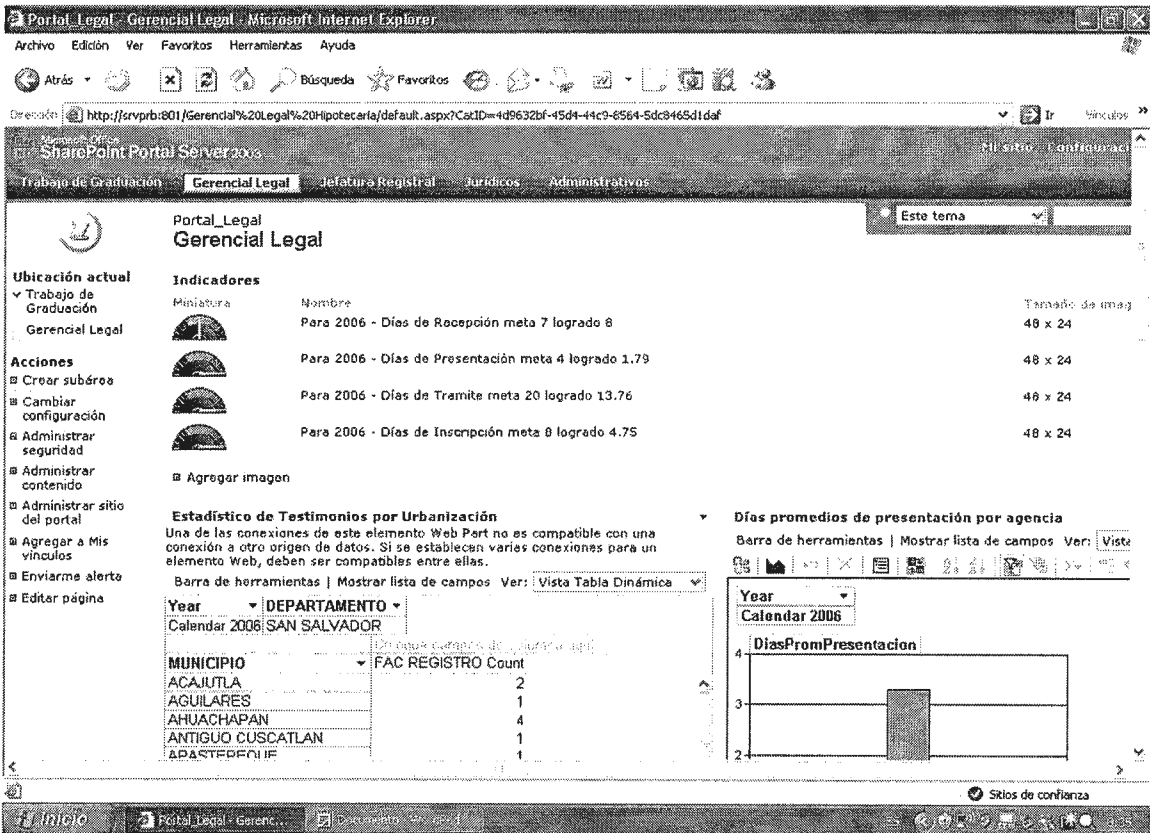 Portal_Legal - Gerencial Legal - Microsoft Internet Explorer
Archivo Edición Ver Favoritos Herramientas Ayuda
Atrás Búsqueda Favoritos
Dirección http://srvprb:801/Gerencial%20Legal%20Hipotecaria/default.aspx?CatID=4d9632bf-45d4-44c9-8564-5dc8465d1daf Ir Vínculos »
Microsoft Office
SharePoint Portal Server 2003 Mi sitio Configuraci
Trabajo de Graduación Gerencial Legal Jefatura Registral Jurídicos Administrativos
Portal_Legal Este tema
Gerencial Legal
Ubicación actual
Trabajo de Graduación
Gerencial Legal
Acciones
Crear subárea
Cambiar configuración
Administrar seguridad
Administrar contenido
Administrar sitio del portal
Agregar a Mis vínculos
Enviarme alerta
Editar página
Indicadores
Miniatura Nombre Tamaño de imag
Para 2006 - Días de Recepción meta 7 logrado 8 48 x 24
Para 2006 - Días de Presentación meta 4 logrado 1.79 48 x 24
Para 2006 - Días de Tramite meta 20 logrado 13.76 48 x 24
Para 2006 - Días de Inscripción meta 8 logrado 4.75 48 x 24
Agregar imagen
Estadístico de Testimonios por Urbanización
Una de las conexiones de este elemento Web Part no es compatible con una
conexión a otro origen de datos. Si se establecen varias conexiones para un
elemento Web, deben ser compatibles entre ellas.
Barra de herramientas | Mostrar lista de campos Ver: Vista Tabla Dinámica
Year DEPARTAMENTO
Calendar 2006 SAN SALVADOR
MUNICIPIO FAC REGISTRO Count
ACAJUTLA 2
AGUILARES 1
AHUACHAPAN 4
ANTIGUO CUSCATLAN 1
APASTEPEQUE 1
Días promedios de presentación por agencia
Barra de herramientas | Mostrar lista de campos Ver: Vista
Year
Calendar 2006
DiasPromPresentacion
4
3
2
Sitios de confianza
Inicio Portal_Legal - Gerenc...